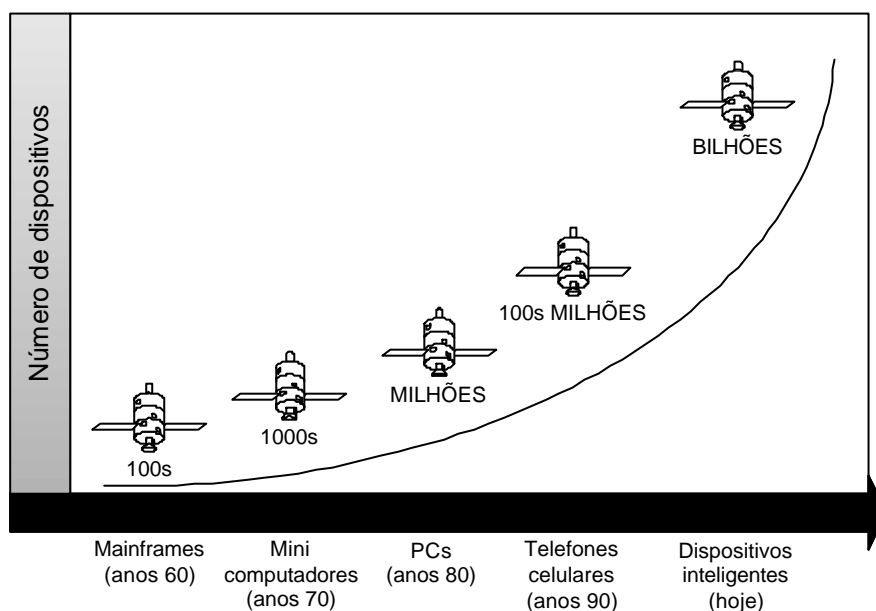 Número de dispositivos
BILHÕES
100s MILHÕES
MILHÕES
1000s
100s
Mainframes
(anos 60)
Mini
computadores
(anos 70)
PCs
(anos 80)
Telefones
celulares
(anos 90)
Dispositivos
inteligentes
(hoje)